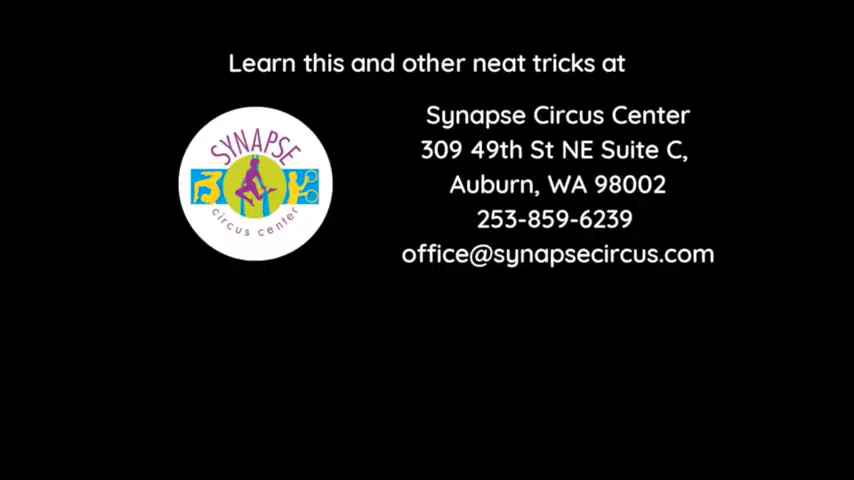 Learn this and other neat tricks at
SYNAPSE
circus center
Synapse Circus Center
309 49th St NE Suite C,
Auburn, WA 98002
253-859-6239
office@synapsecircus.com